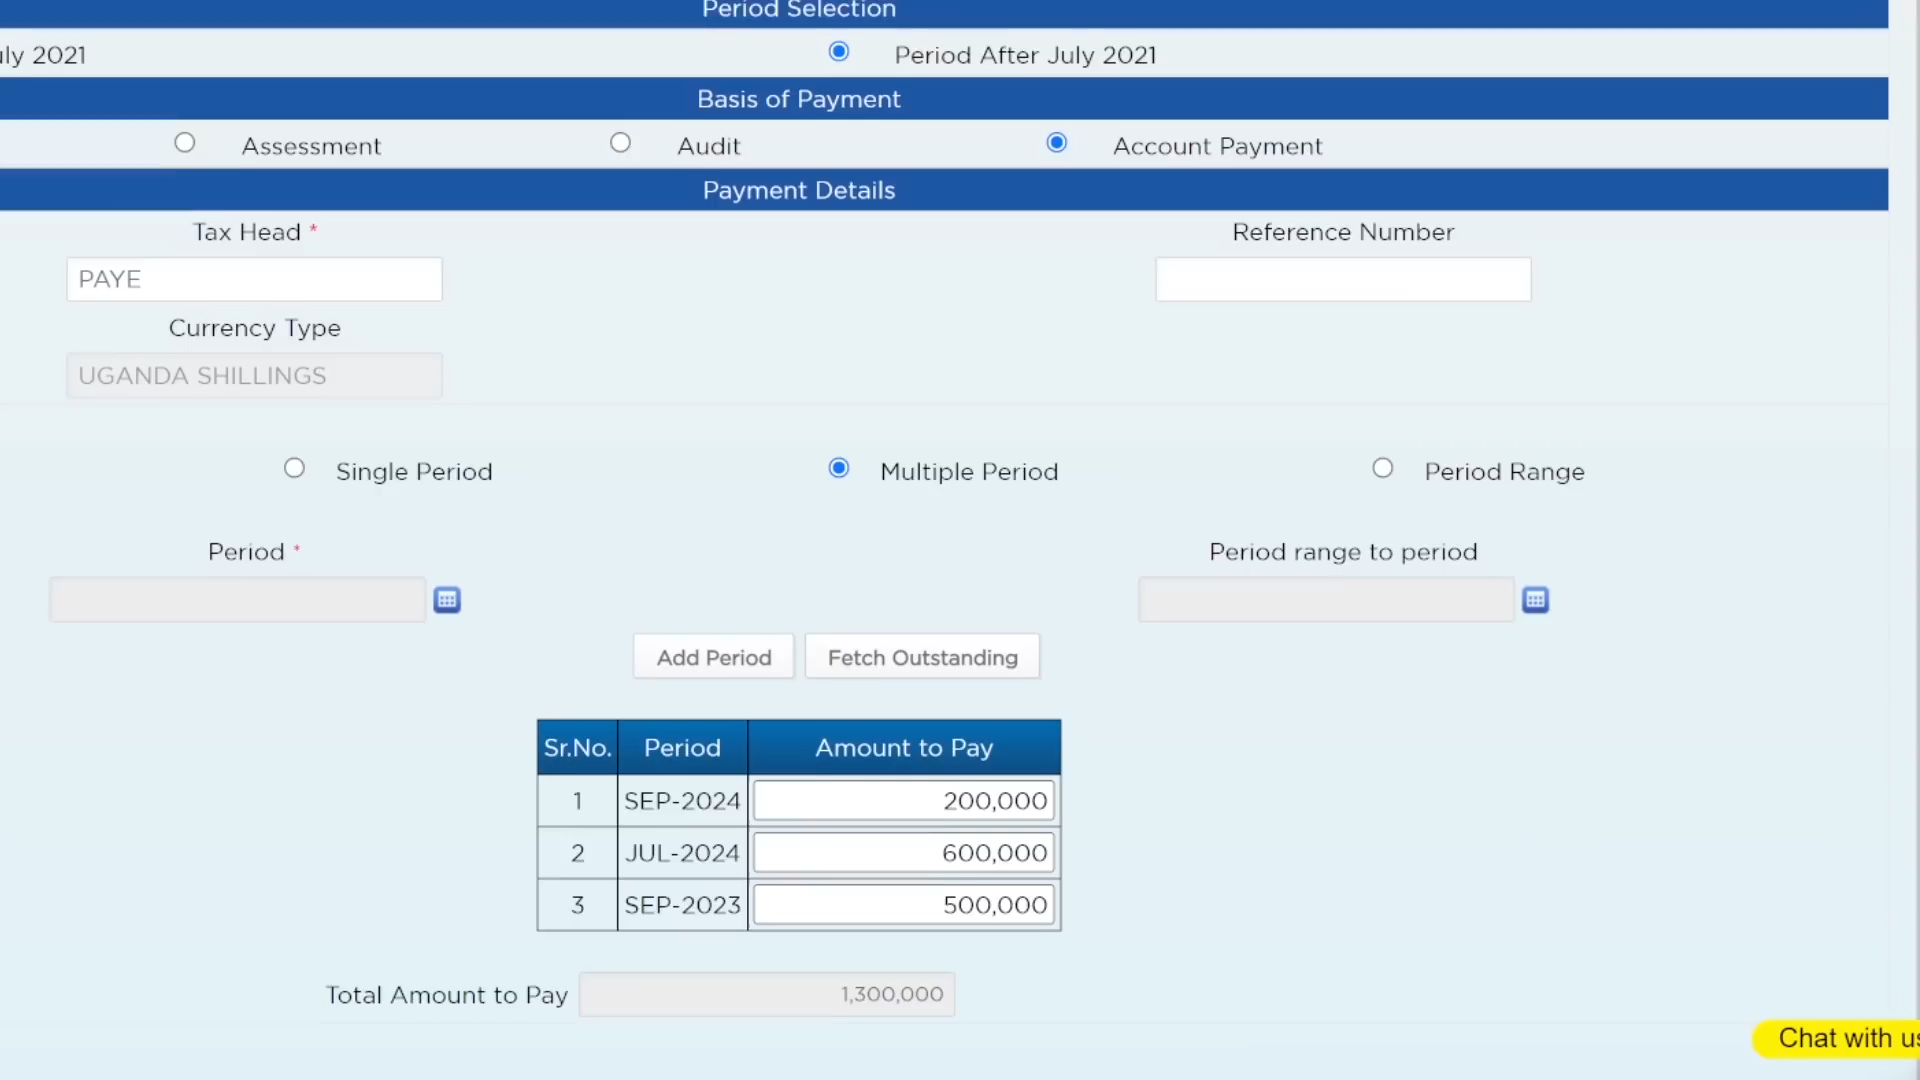 Period Selection
ly 2021 Period After July 2021
Basis of Payment
Assessment Audit Account Payment
Payment Details
Tax Head * Reference Number
PAYE
Currency Type
UGANDA SHILLINGS
Single Period Multiple Period Period Range
Period * Period range to period
Add Period Fetch Outstanding
Sr.No. Period Amount to Pay
1 SEP-2024 200,000
2 JUL-2024 600,000
3 SEP-2023 500,000
Total Amount to Pay 1,300,000
Chat with us